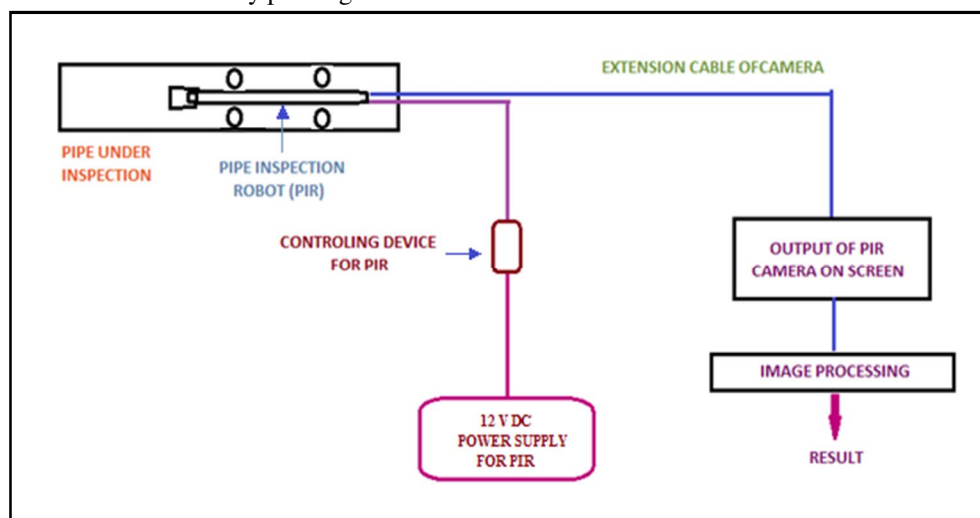 EXTENSION CABLE OFCAMERA
PIPE UNDER
INSPECTION
PIPE INSPECTION
ROBOT (PIR)
CONTROLING DEVICE
FOR PIR
OUTPUT OF PIR
CAMERA ON SCREEN
IMAGE PROCESSING
12 V DC
POWER SUPPLY
FOR PIR
RESULT